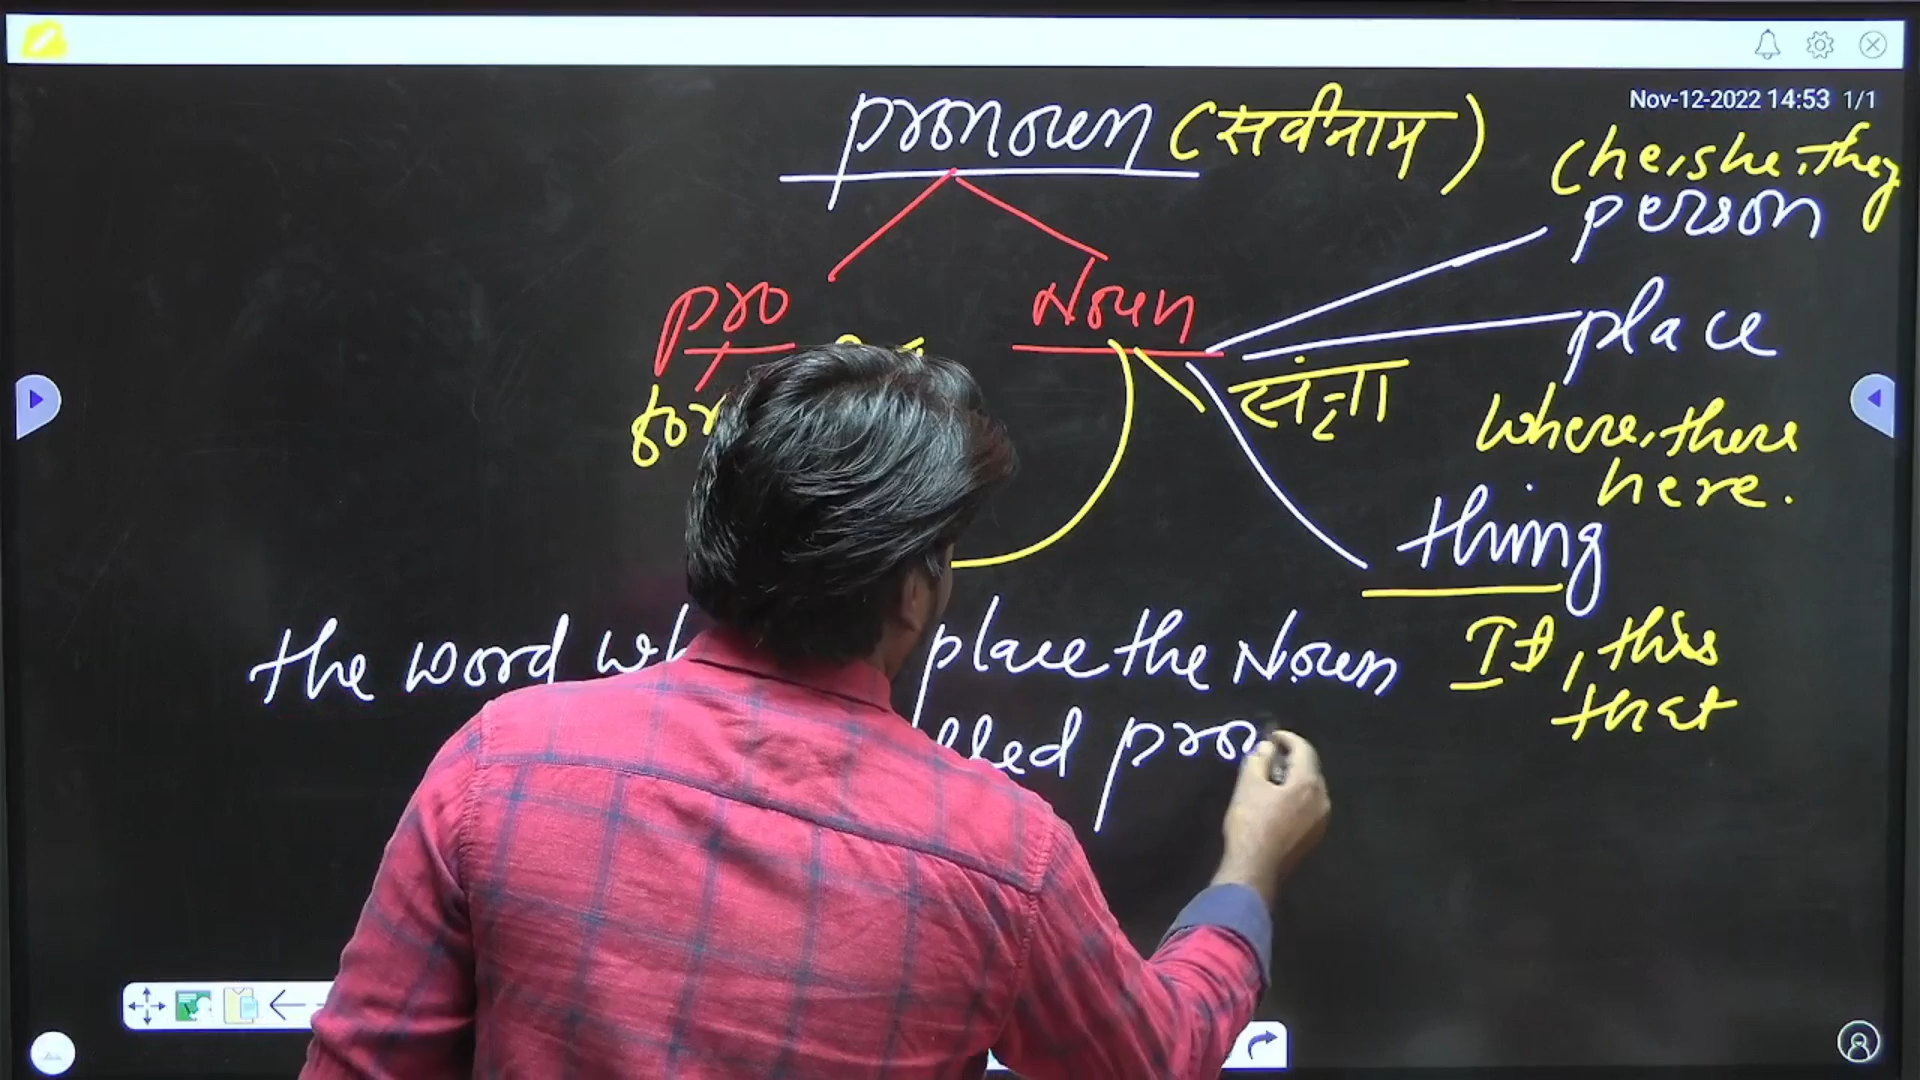 Nov-12-2022 14:53 1/1
pronoun (सर्वनाम)
(he, she, they
person
pro
Noun
place
for
संज्ञा
where, there
here.
thing
the word place the Noun
It, this
that
pro